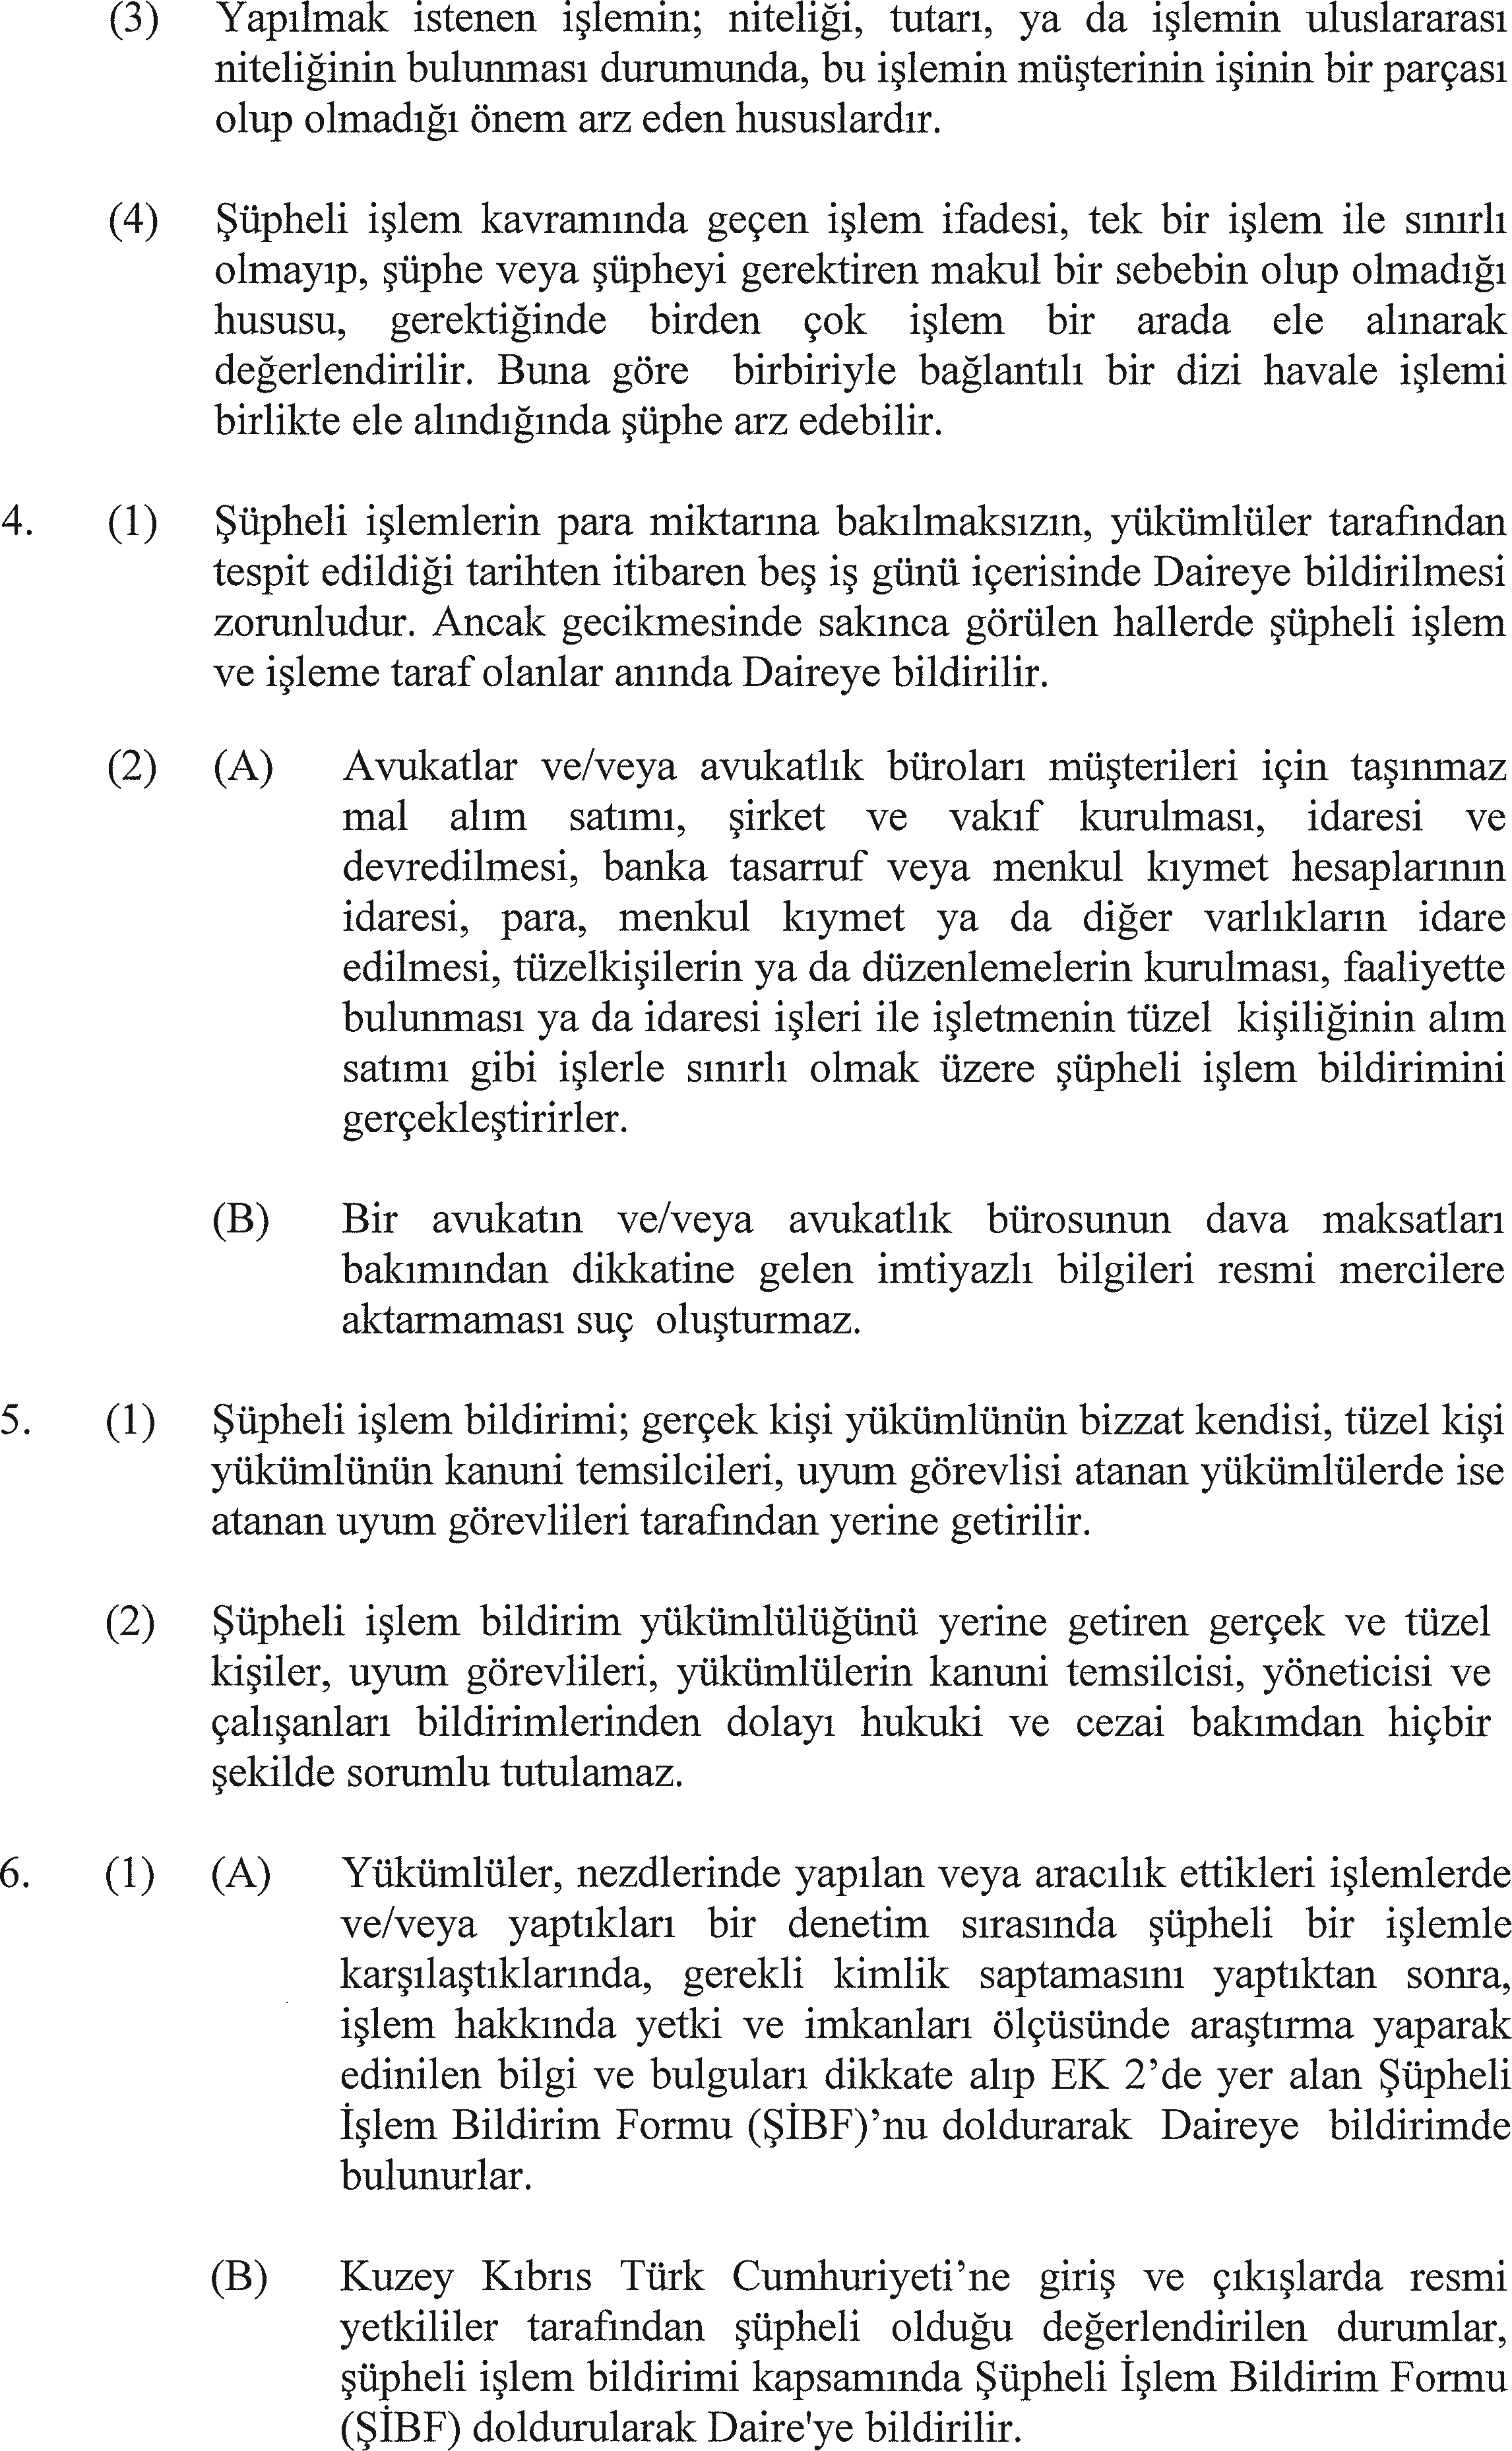 (3) Yapılmak istenen işlemin; niteliği, tutarı, ya da işlemin uluslararası
niteliğinin bulunması durumunda, bu işlemin müşterinin işinin bir parçası
olup olmadığı önem arz eden hususlardır.
(4) Şüpheli işlem kavramında geçen işlem ifadesi, tek bir işlem ile sınırlı
olmayıp, şüphe veya şüpheyi gerektiren makul bir sebebin olup olmadığı
hususu, gerektiğinde birden çok işlem bir arada ele alınarak
değerlendirilir. Buna göre birbiriyle bağlantılı bir dizi havale işlemi
birlikte ele alındığında şüphe arz edebilir.
4. (1) Şüpheli işlemlerin para miktarına bakılmaksızın, yükümlüler tarafından
tespit edildiği tarihten itibaren beş iş günü içerisinde Daireye bildirilmesi
zorunludur. Ancak gecikmesinde sakınca görülen hallerde şüpheli işlem
ve işleme taraf olanlar anında Daireye bildirilir.
(2) (A) Avukatlar ve/veya avukatlık büroları müşterileri için taşınmaz
mal alım satımı, şirket ve vakıf kurulması, idaresi ve
devredilmesi, banka tasarruf veya menkul kıymet hesaplarının
idaresi, para, menkul kıymet ya da diğer varlıkların idare
edilmesi, tüzelkişilerin ya da düzenlemelerin kurulması, faaliyette
bulunması ya da idaresi işleri ile işletmenin tüzel kişiliğinin alım
satımı gibi işlerle sınırlı olmak üzere şüpheli işlem bildirimini
gerçekleştirirler.
(B) Bir avukatın ve/veya avukatlık bürosunun dava maksatları
bakımından dikkatine gelen imtiyazlı bilgileri resmi mercilere
aktarmaması suç oluşturmaz.
5. (1) Şüpheli işlem bildirimi; gerçek kişi yükümlünün bizzat kendisi, tüzel kişi
yükümlünün kanuni temsilcileri, uyum görevlisi atanan yükümlülerde ise
atanan uyum görevlileri tarafından yerine getirilir.
(2) Şüpheli işlem bildirim yükümlülüğünü yerine getiren gerçek ve tüzel
kişiler, uyum görevlileri, yükümlülerin kanuni temsilcisi, yöneticisi ve
çalışanları bildirimlerinden dolayı hukuki ve cezai bakımdan hiçbir
şekilde sorumlu tutulamaz.
6. (1) (A) Yükümlüler, nezdlerinde yapılan veya aracılık ettikleri işlemlerde
ve/veya yaptıkları bir denetim sırasında şüpheli bir işlemle
karşılaştıklarında, gerekli kimlik saptamasını yaptıktan sonra,
işlem hakkında yetki ve imkanları ölçüsünde araştırma yaparak
edinilen bilgi ve bulguları dikkate alıp EK 2’de yer alan Şüpheli
İşlem Bildirim Formu (ŞİBF)’nu doldurarak Daireye bildirimde
bulunurlar.
(B) Kuzey Kıbrıs Türk Cumhuriyeti’ne giriş ve çıkışlarda resmi
yetkililer tarafından şüpheli olduğu değerlendirilen durumlar,
şüpheli işlem bildirimi kapsamında Şüpheli İşlem Bildirim Formu
(ŞİBF) doldurularak Daire'ye bildirilir.